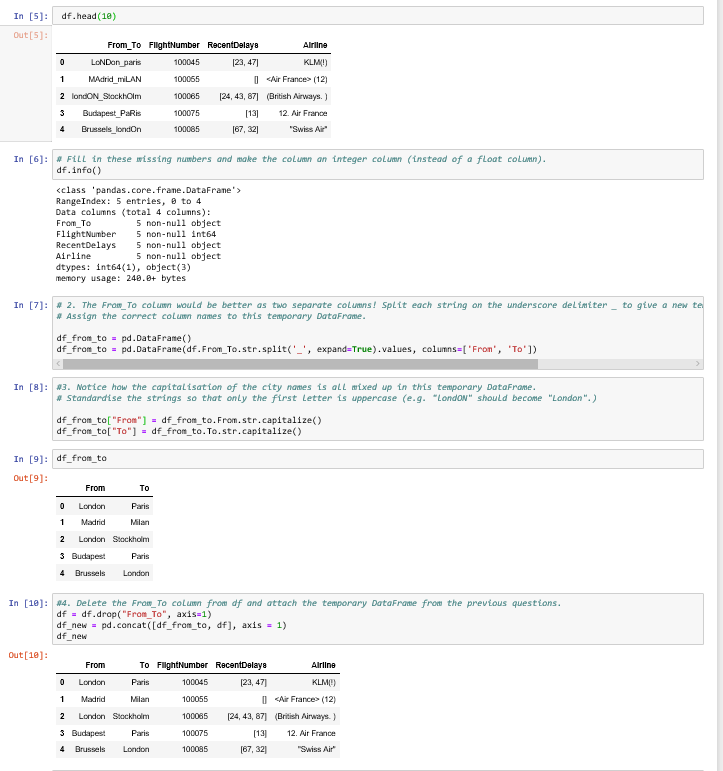 In [5]: df.head(10)
Out[5]:
From_To FlightNumber RecentDelays Airline
0 LoNDon_paris 100045 [23, 47] KLM(!)
1 MAdrid_miLAN 100055 [] <Air France> (12)
2 londON_StockhOlm 100065 [24, 43, 87] (British Airways. )
3 Budapest_PaRis 100075 [13] 12. Air France
4 Brussels_londOn 100085 [67, 32] "Swiss Air"
In [6]: # Fill in these missing numbers and make the column an integer column (instead of a float column).
df.info()
<class 'pandas.core.frame.DataFrame'>
RangeIndex: 5 entries, 0 to 4
Data columns (total 4 columns):
From_To 5 non-null object
FlightNumber 5 non-null int64
RecentDelays 5 non-null object
Airline 5 non-null object
dtypes: int64(1), object(3)
memory usage: 240.0+ bytes
In [7]: # 2. The From_To column would be better as two separate columns! Split each string on the underscore delimiter _ to give a new te
# Assign the correct column names to this temporary DataFrame.
df_from_to = pd.DataFrame()
df_from_to = pd.DataFrame(df.From_To.str.split('_', expand=True).values, columns=['From', 'To'])
In [8]: #3. Notice how the capitalisation of the city names is all mixed up in this temporary DataFrame.
# Standardise the strings so that only the first letter is uppercase (e.g. "londON" should become "London".)
df_from_to["From"] = df_from_to.From.str.capitalize()
df_from_to["To"] = df_from_to.To.str.capitalize()
In [9]: df_from_to
Out[9]:
From To
0 London Paris
1 Madrid Milan
2 London Stockholm
3 Budapest Paris
4 Brussels London
In [10]: #4. Delete the From_To column from df and attach the temporary DataFrame from the previous questions.
df = df.drop("From_To", axis=1)
df_new = pd.concat([df_from_to, df], axis = 1)
df_new
Out[10]:
From To FlightNumber RecentDelays Airline
0 London Paris 100045 [23, 47] KLM(!)
1 Madrid Milan 100055 [] <Air France> (12)
2 London Stockholm 100065 [24, 43, 87] (British Airways. )
3 Budapest Paris 100075 [13] 12. Air France
4 Brussels London 100085 [67, 32] "Swiss Air"